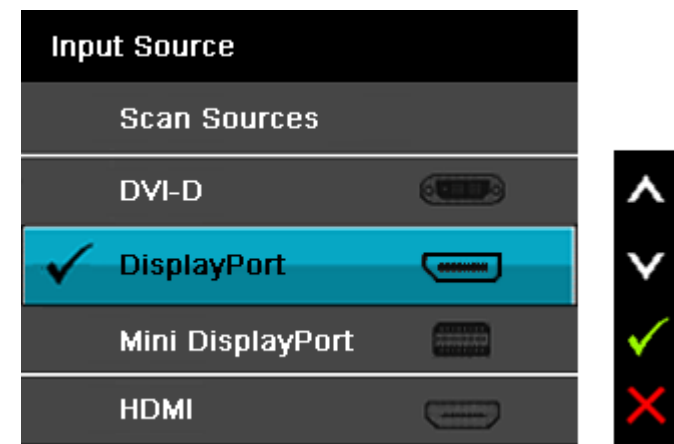 Input Source
Scan Sources
DVI-D
DisplayPort
Mini DisplayPort
HDMI